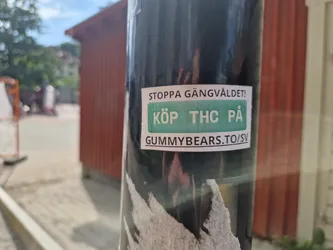 STOPPA GÄNGVÅLDET!
KÖP THC PÅ
GUMMYBEARS.TO/SV